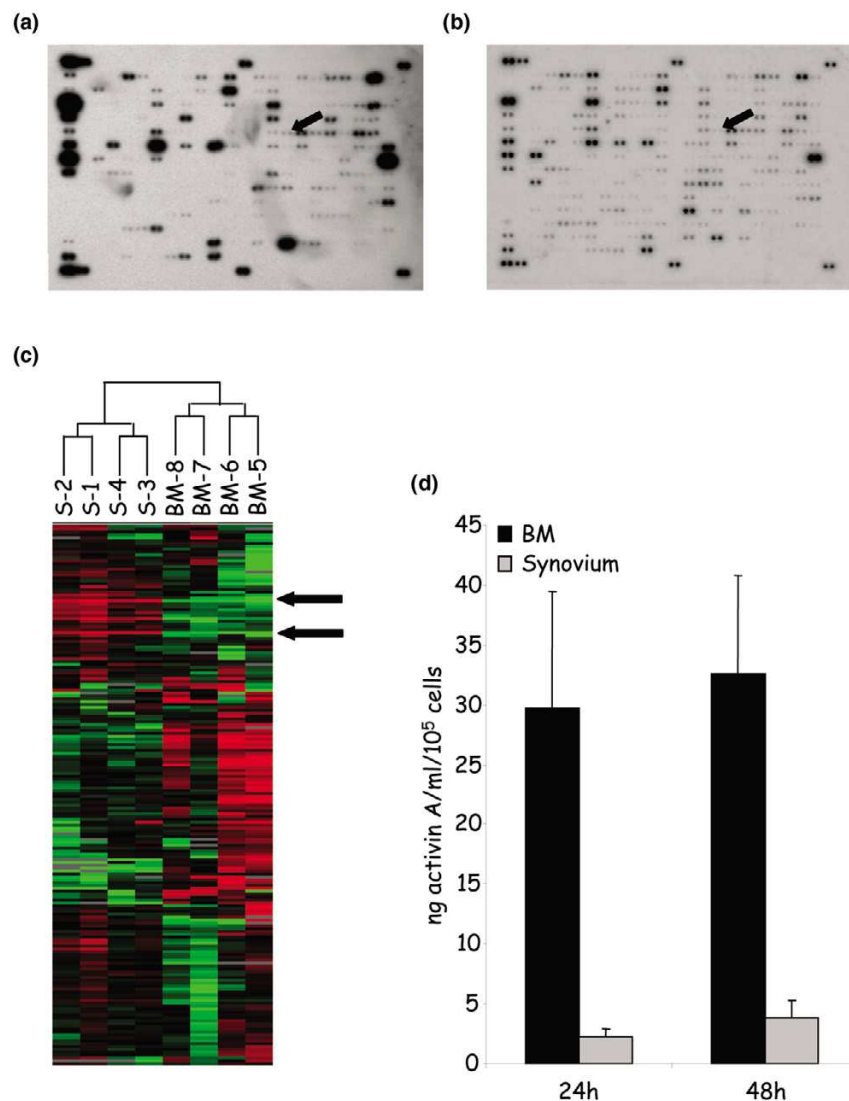 (a)
(b)
(c)
S-2
S-1
S-4
S-3
BM-8
BM-7
BM-6
BM-5
(d)
ng activin A/ml/10⁵ cells
45
40
35
30
25
20
15
10
5
0
BM
Synovium
24h
48h